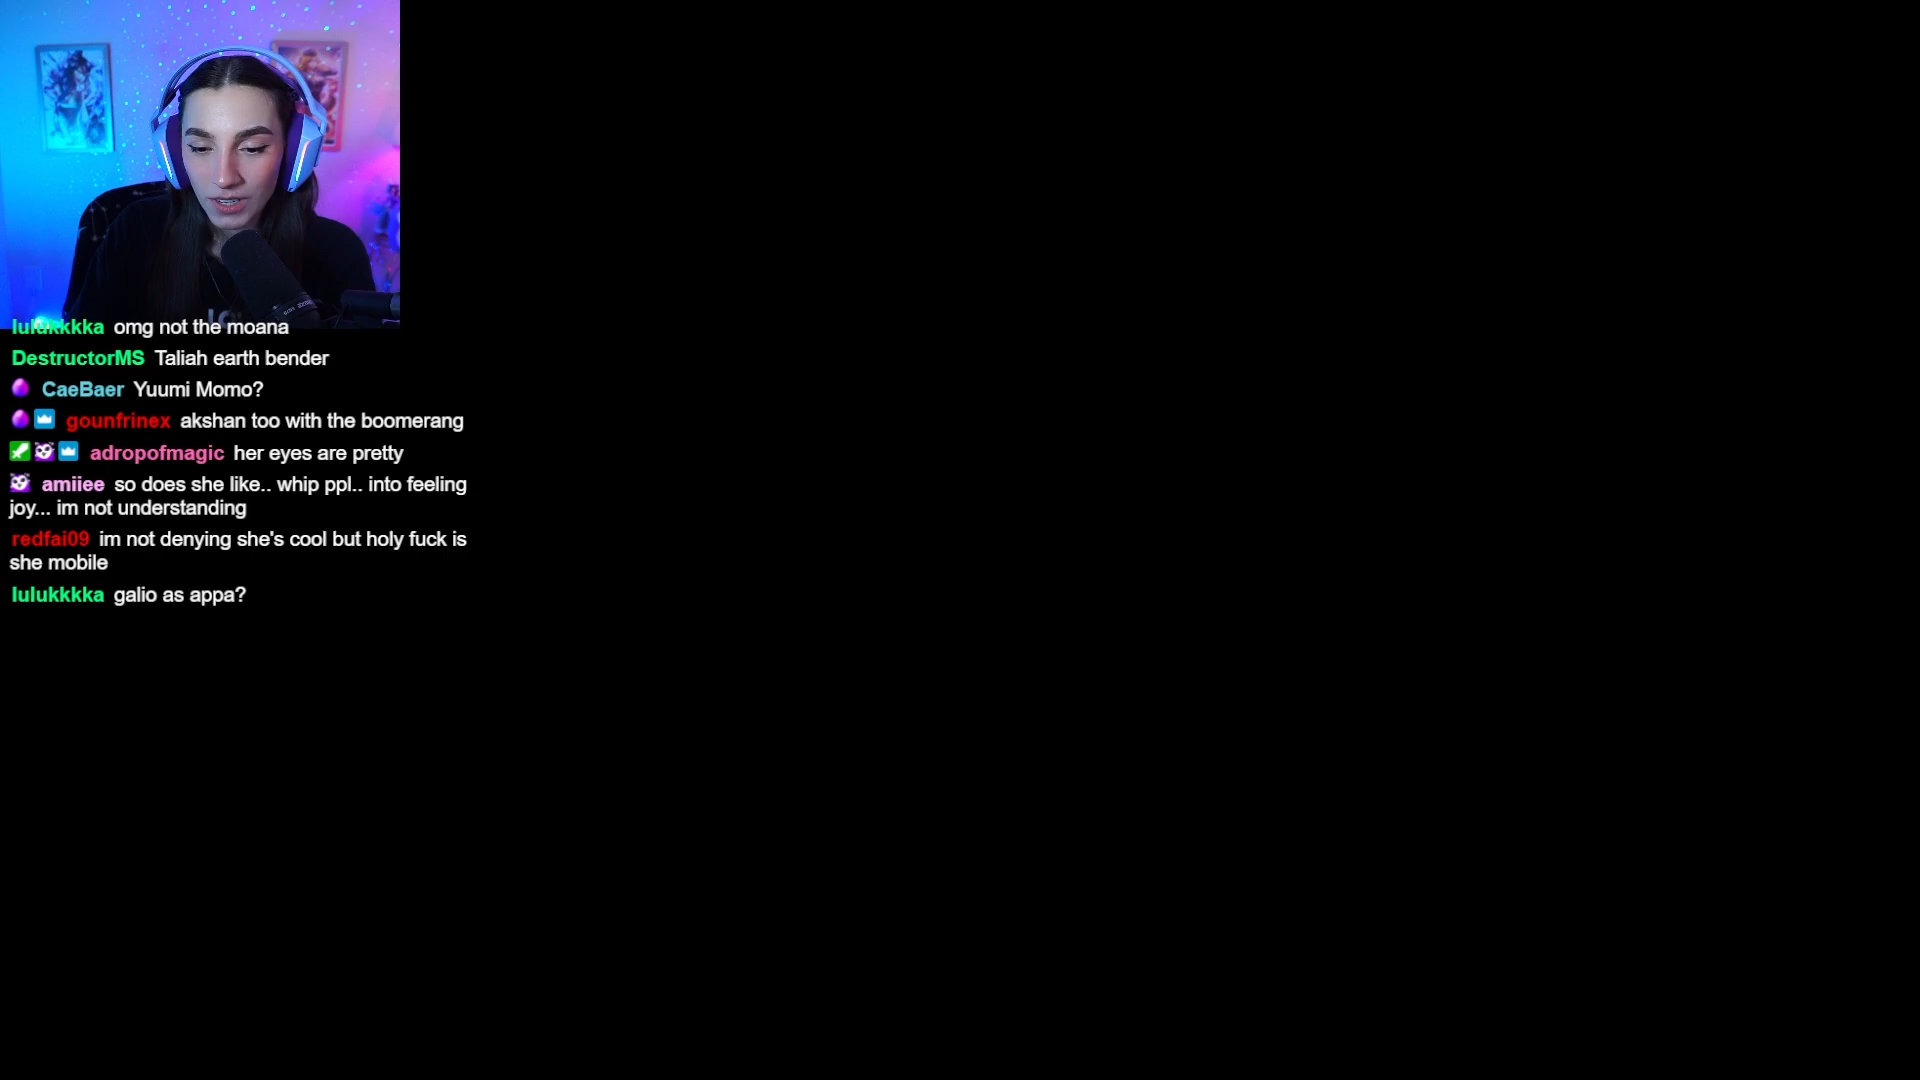 lulukkkka omg not the moana
DestructorMS Taliah earth bender
CaeBaer Yuumi Momo?
gounfrinex akshan too with the boomerang
adropofmagic her eyes are pretty
amiiee so does she like.. whip ppl.. into feeling
joy... im not understanding
redfai09 im not denying she's cool but holy fuck is
she mobile
lulukkkka galio as appa?